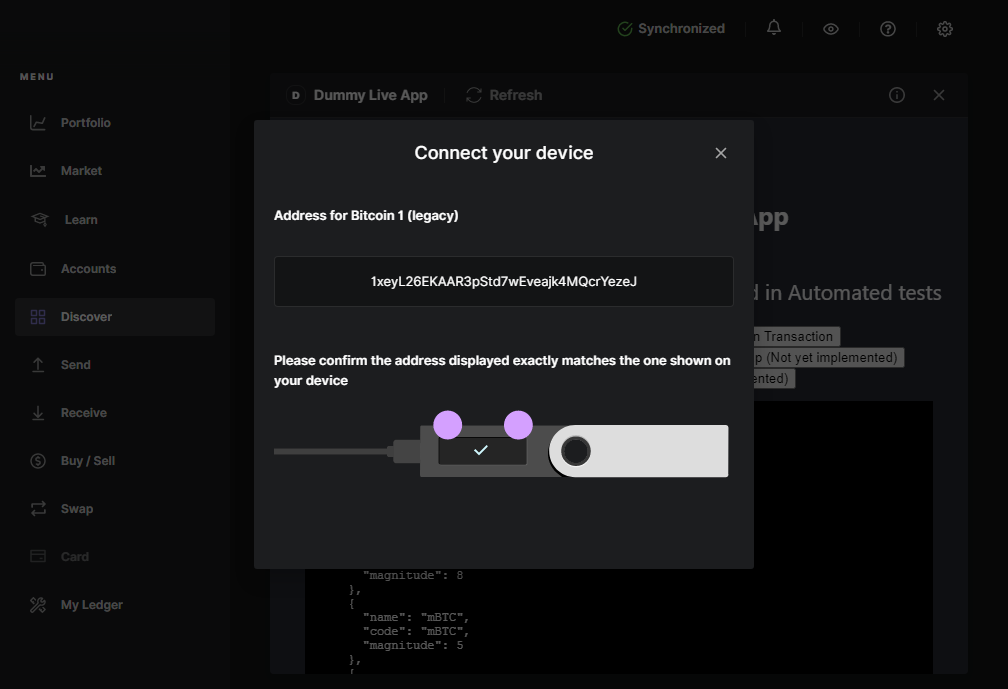 Synchronized
MENU
D Dummy Live App Refresh
Portfolio
Market
Learn
Accounts
Discover
Send
Receive
Buy / Sell
Swap
Card
My Ledger
Connect your device
Address for Bitcoin 1 (legacy)
1xeyL26EKAAR3pStd7wEveajk4MQcrYezeJ
Please confirm the address displayed exactly matches the one shown on
your device
App
in Automated tests
Transaction
(Not yet implemented)
"magnitude": 8
},
{
"name": "mBTC",
"code": "mBTC",
"magnitude": 5
},